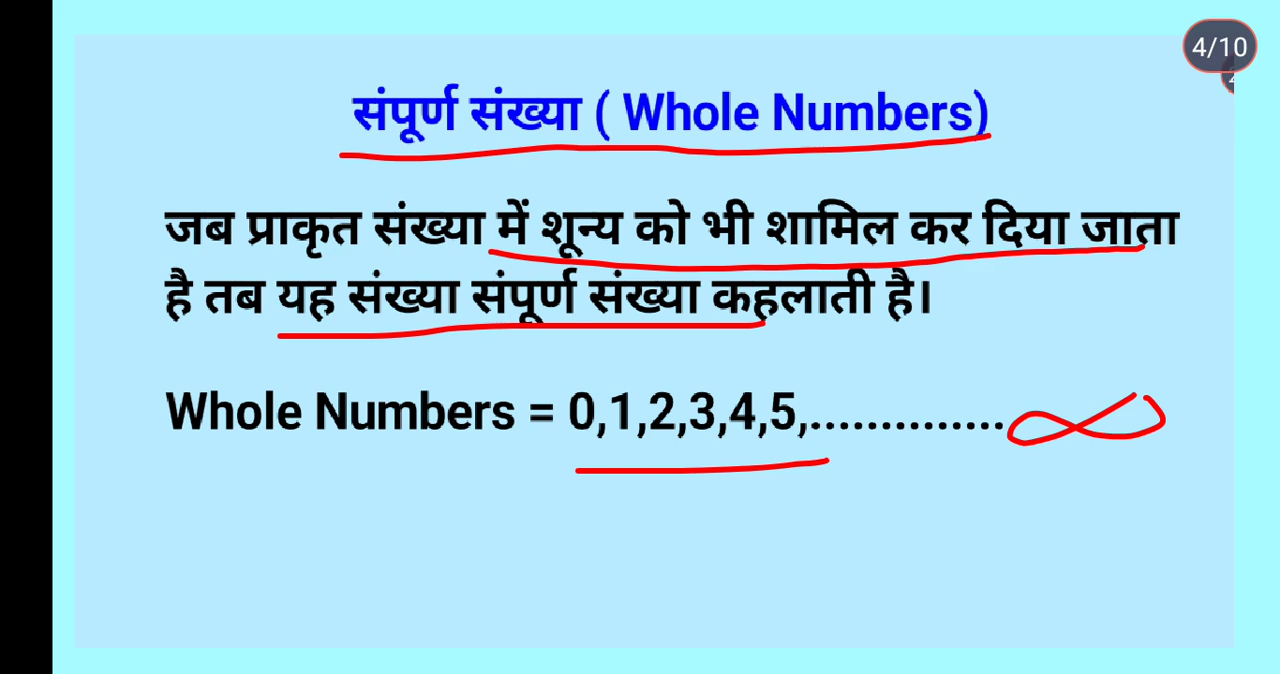 4/10
संपूर्ण संख्या ( Whole Numbers)
जब प्राकृत संख्या में शून्य को भी शामिल कर दिया जाता
है तब यह संख्या संपूर्ण संख्या कहलाती है।
Whole Numbers = 0,1,2,3,4,5,.............. ∞